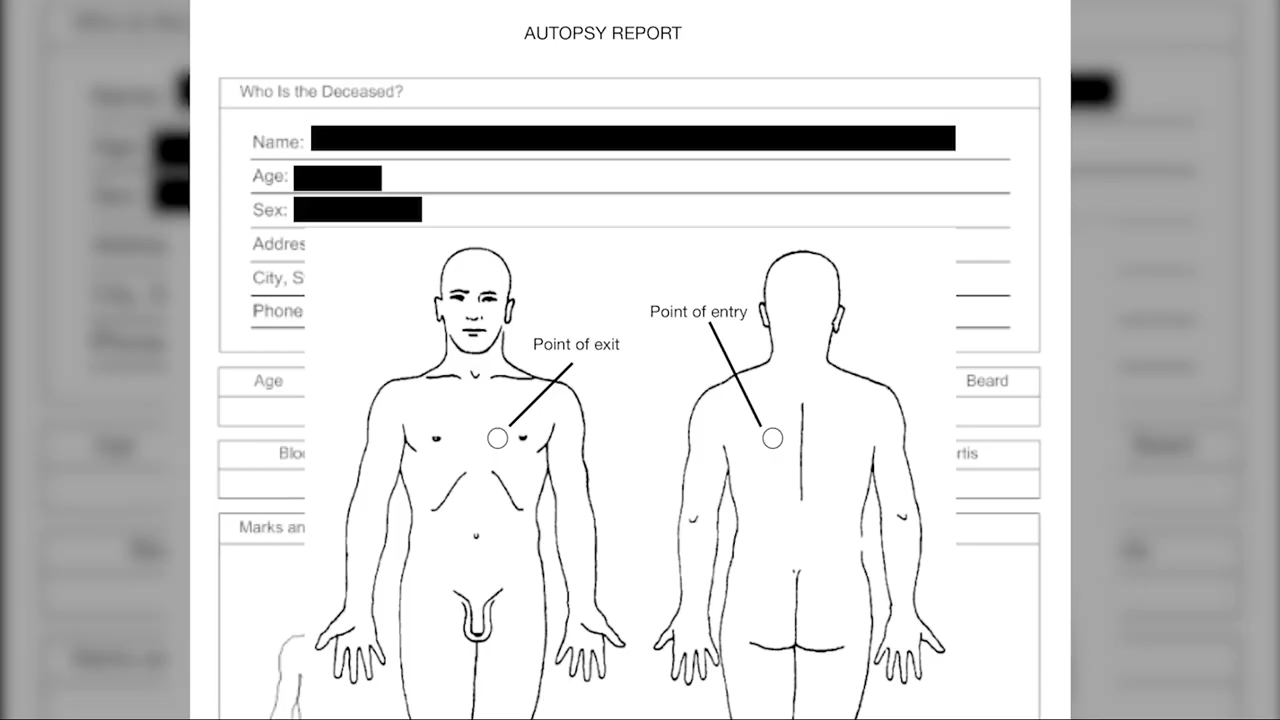 AUTOPSY REPORT
Who Is the Deceased?
Name:
Age:
Sex:
Addres
City, S
Phone
Point of entry
Point of exit
Age
Beard
Bloo
rtis
Marks an